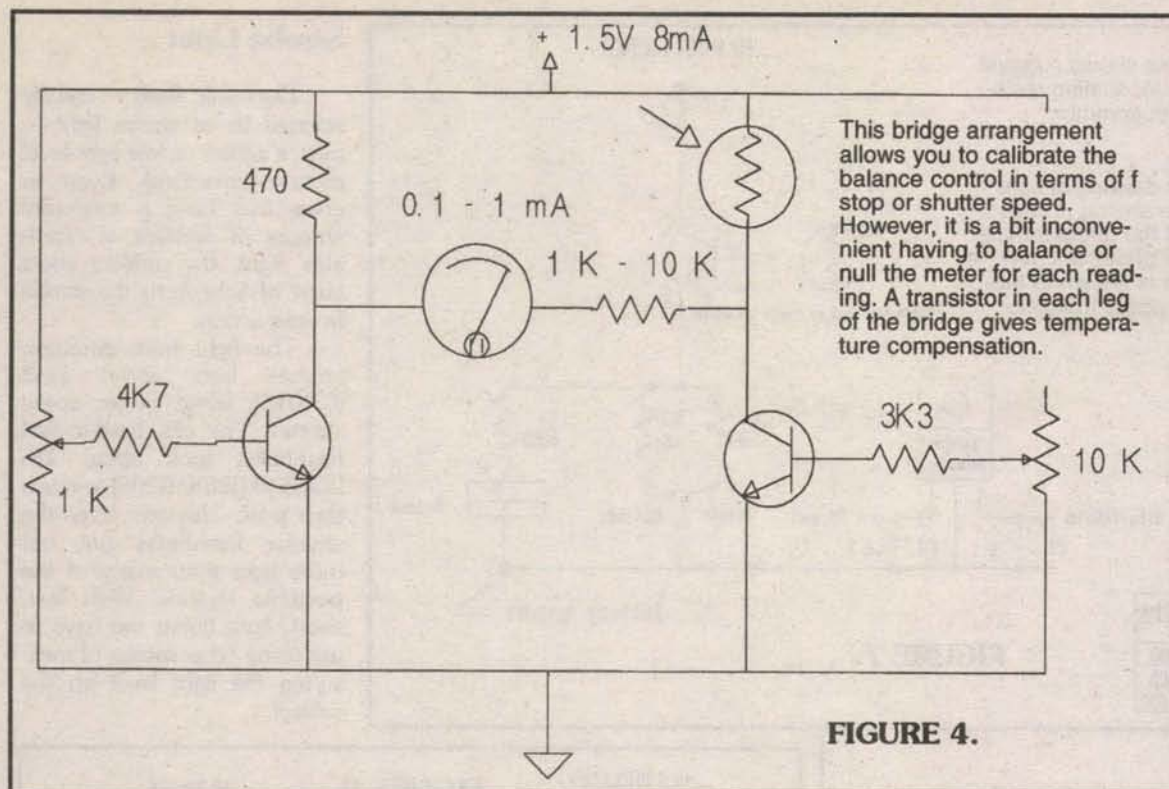 + 1.5V 8mA
470
0.1 - 1 mA
1 K - 10 K
This bridge arrangement
allows you to calibrate the
balance control in terms of f
stop or shutter speed.
However, it is a bit inconve-
nient having to balance or
null the meter for each read-
ing. A transistor in each leg
of the bridge gives tempera-
ture compensation.
4K7
1 K
3K3
10 K
FIGURE 4.